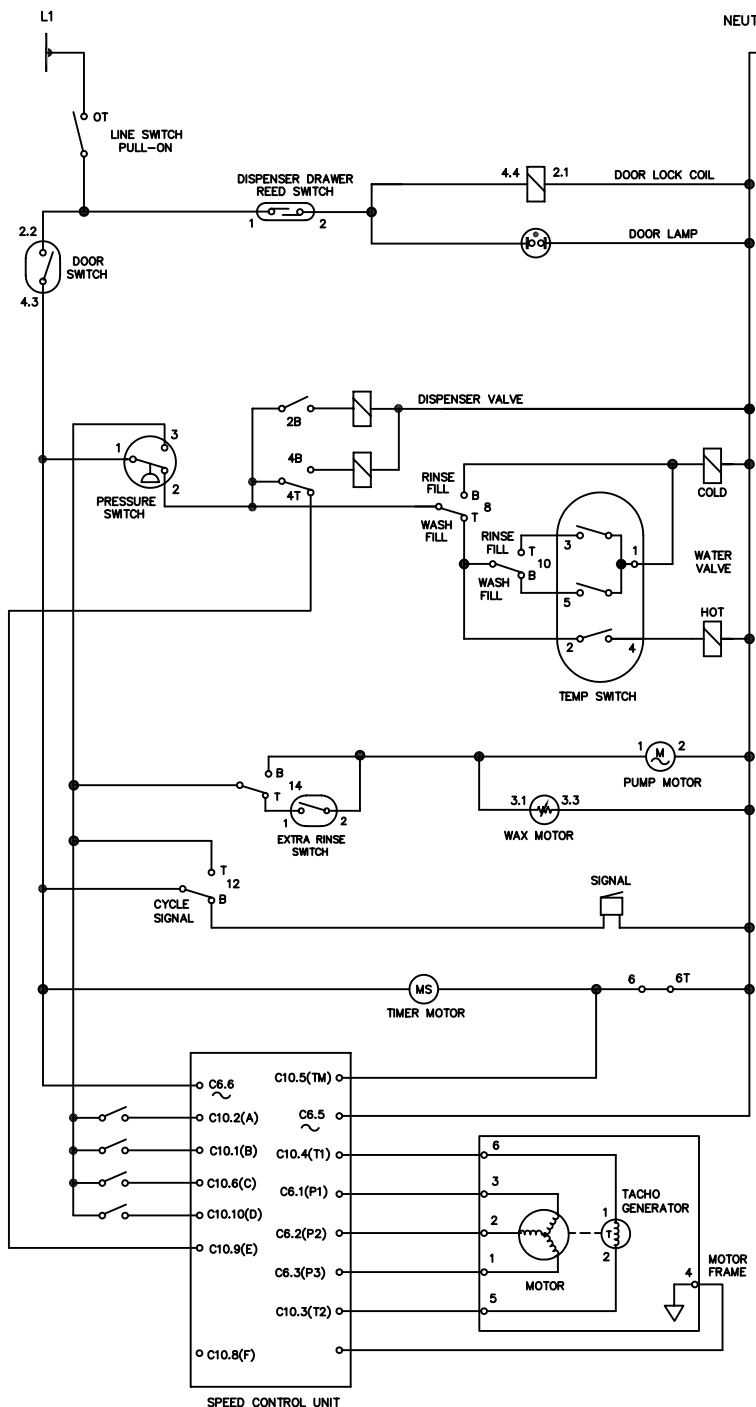 L1
NEUT
OT
LINE SWITCH
PULL-ON
DISPENSER DRAWER
REED SWITCH
1
2
4.4
2.1
DOOR LOCK COIL
DOOR LAMP
2.2
DOOR
SWITCH
4.3
DISPENSER VALVE
2B
4B
4T
1
3
2
PRESSURE
SWITCH
RINSE
FILL
B
8
T
WASH
FILL
COLD
RINSE
FILL
T
10
B
WASH
FILL
3
1
5
2
4
WATER
VALVE
HOT
TEMP SWITCH
B
14
T
1
2
EXTRA RINSE
SWITCH
1
M
2
PUMP MOTOR
3.1
3.3
WAX MOTOR
T
12
B
CYCLE
SIGNAL
SIGNAL
MS
TIMER MOTOR
6
6T
C6.6
C10.2(A)
C10.1(B)
C10.6(C)
C10.10(D)
C10.9(E)
C10.8(F)
C10.5(TM)
C6.5
C10.4(T1)
C6.1(P1)
C6.2(P2)
C6.3(P3)
C10.3(T2)
6
3
2
1
5
MOTOR
TACHO
GENERATOR
1
T
2
MOTOR
FRAME
4
SPEED CONTROL UNIT